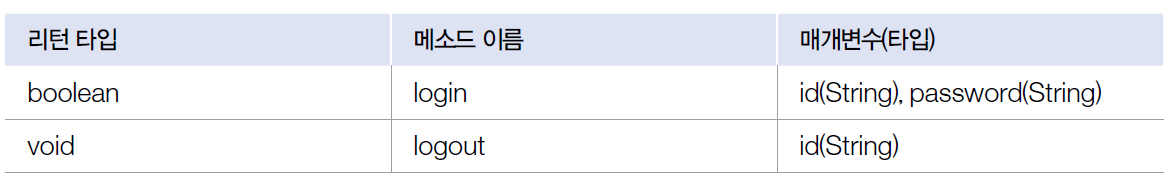 리턴 타입 메소드 이름 매개변수(타입)
boolean login id(String), password(String)
void logout id(String)